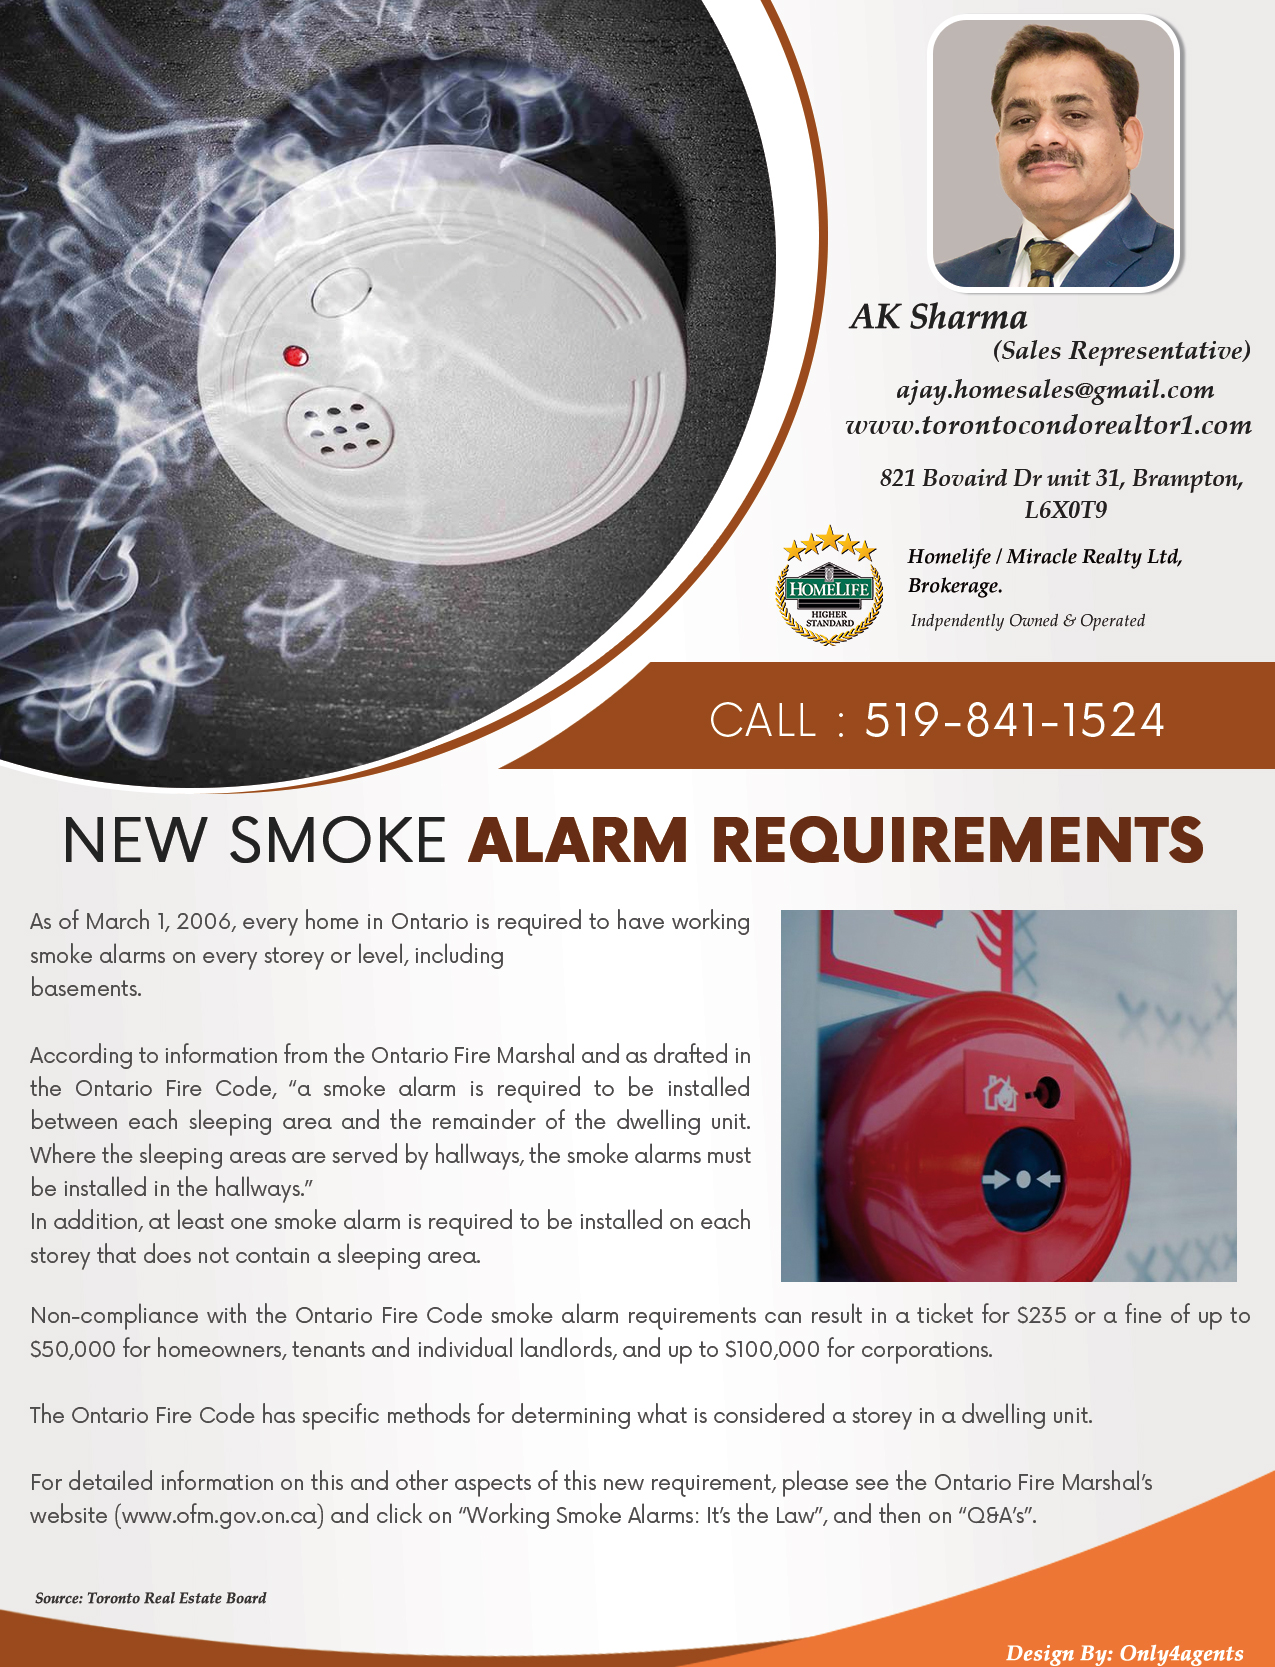 AK Sharma
(Sales Representative)
ajay.homesales@gmail.com
www.torontocondorealtor1.com
821 Bovaird Dr unit 31, Brampton,
L6X0T9
HOMELIFE
HIGHER
STANDARD
Homelife / Miracle Realty Ltd,
Brokerage.
Indpendently Owned & Operated
CALL : 519-841-1524
NEW SMOKE ALARM REQUIREMENTS
As of March 1, 2006, every home in Ontario is required to have working
smoke alarms on every storey or level, including
basements.
According to information from the Ontario Fire Marshal and as drafted in
the Ontario Fire Code, “a smoke alarm is required to be installed
between each sleeping area and the remainder of the dwelling unit.
Where the sleeping areas are served by hallways, the smoke alarms must
be installed in the hallways.”
In addition, at least one smoke alarm is required to be installed on each
storey that does not contain a sleeping area.
Non-compliance with the Ontario Fire Code smoke alarm requirements can result in a ticket for $235 or a fine of up to
$50,000 for homeowners, tenants and individual landlords, and up to $100,000 for corporations.
The Ontario Fire Code has specific methods for determining what is considered a storey in a dwelling unit.
For detailed information on this and other aspects of this new requirement, please see the Ontario Fire Marshal’s
website (www.ofm.gov.on.ca) and click on “Working Smoke Alarms: It’s the Law”, and then on “Q&A’s”.
Source: Toronto Real Estate Board
Design By: Only4agents